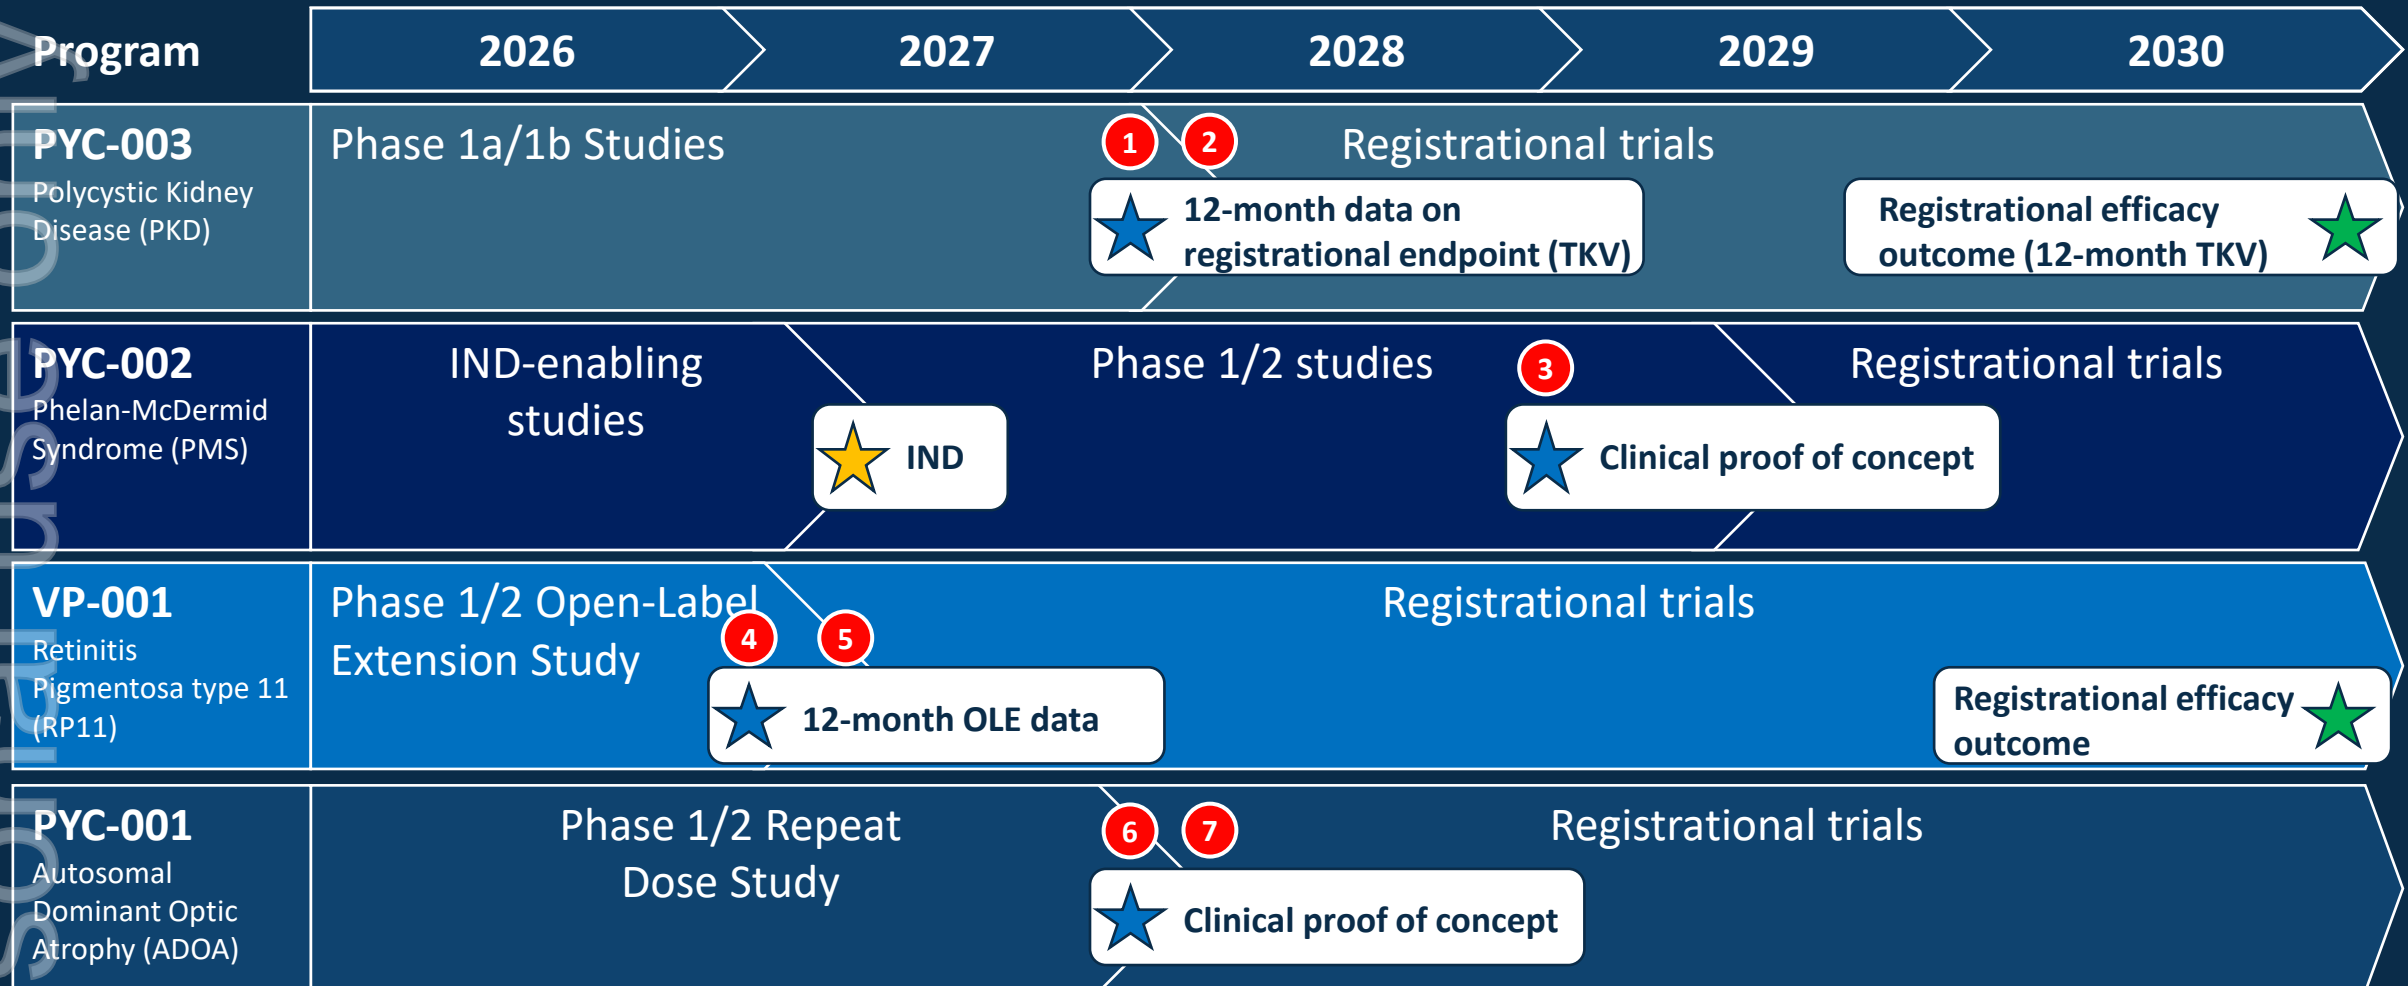 Program
2026
2027
2028
2029
2030
PYC-003
Polycystic Kidney
Disease (PKD)
Phase 1a/1b Studies
1
2
Registrational trials
12-month data on
registrational endpoint (TKV)
Registrational efficacy
outcome (12-month TKV)
PYC-002
Phelan-McDermid
Syndrome (PMS)
IND-enabling
studies
IND
Phase 1/2 studies
3
Clinical proof of concept
Registrational trials
VP-001
Retinitis
Pigmentosa type 11
(RP11)
Phase 1/2 Open-Label
Extension Study
4
5
12-month OLE data
Registrational trials
Registrational efficacy
outcome
PYC-001
Autosomal
Dominant Optic
Atrophy (ADOA)
Phase 1/2 Repeat
Dose Study
6
7
Clinical proof of concept
Registrational trials
use only